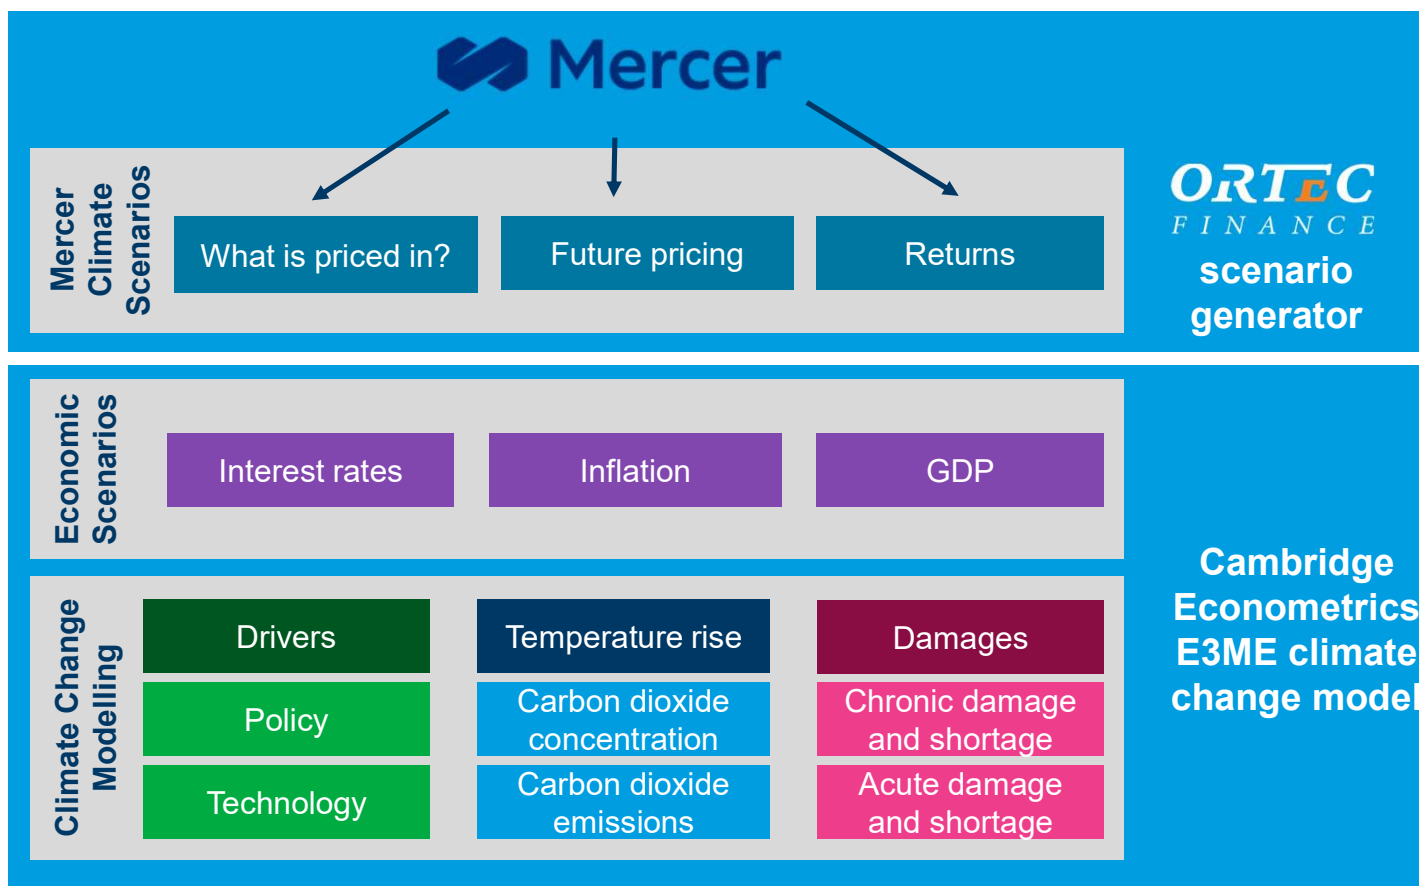 Mercer
Mercer
Climate
Scenarios
What is priced in?
Future pricing
Returns
ORTEC
FINANCE
scenario
generator
Economic
Scenarios
Interest rates
Inflation
GDP
Climate Change
Modelling
Drivers
Temperature rise
Damages
Policy
Carbon dioxide
concentration
Chronic damage
and shortage
Technology
Carbon dioxide
emissions
Acute damage
and shortage
Cambridge
Econometrics
E3ME climate
change model